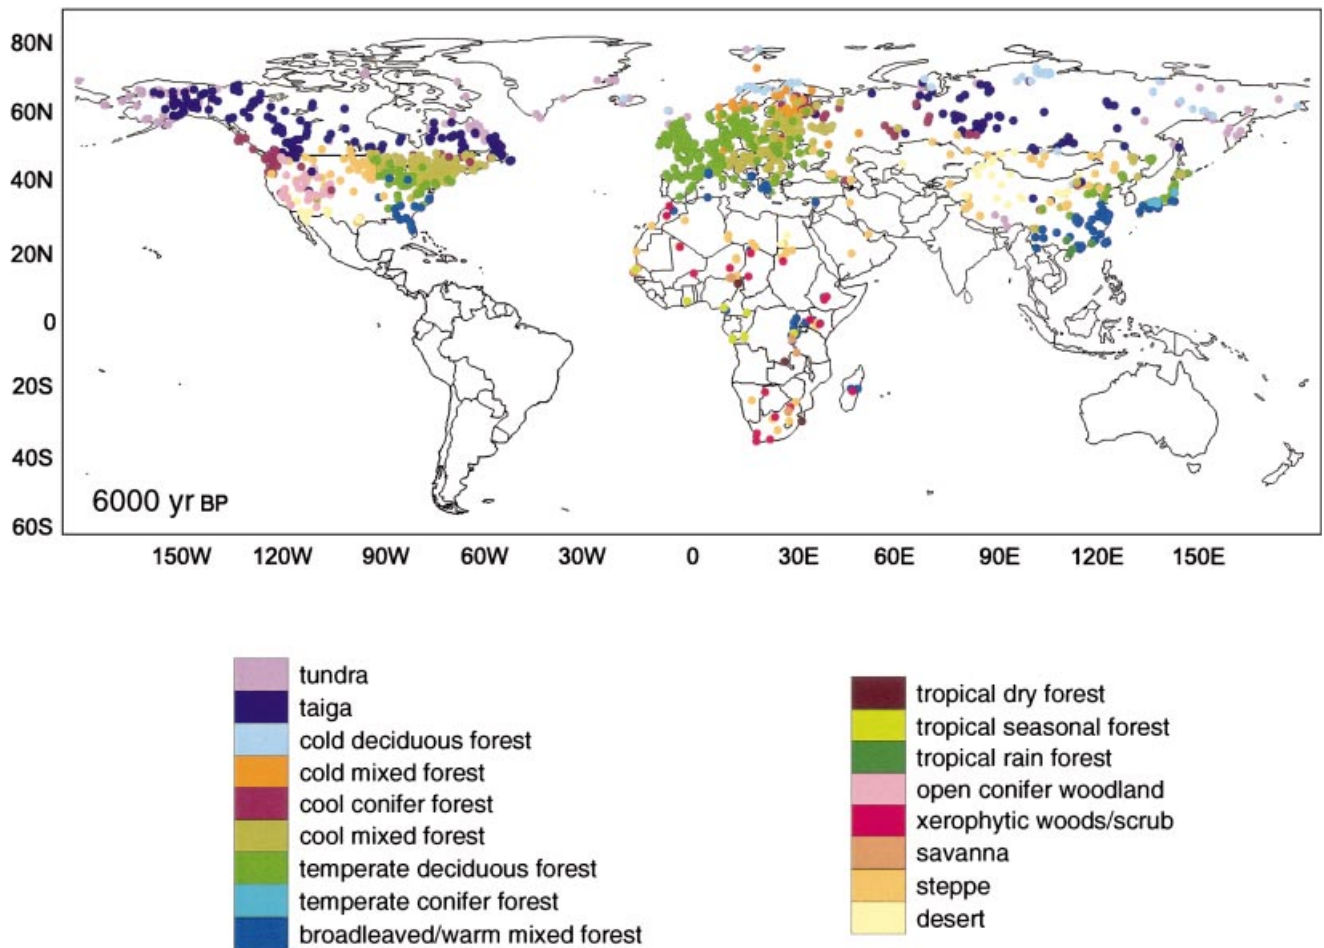 80N
60N
40N
20N
0
20S
40S
60S
6000 yr BP
150W 120W 90W 60W 30W 0 30E 60E 90E 120E 150E
tundra
taiga
cold deciduous forest
cold mixed forest
cool conifer forest
cool mixed forest
temperate deciduous forest
temperate conifer forest
broadleaved/warm mixed forest
tropical dry forest
tropical seasonal forest
tropical rain forest
open conifer woodland
xerophytic woods/scrub
savanna
steppe
desert